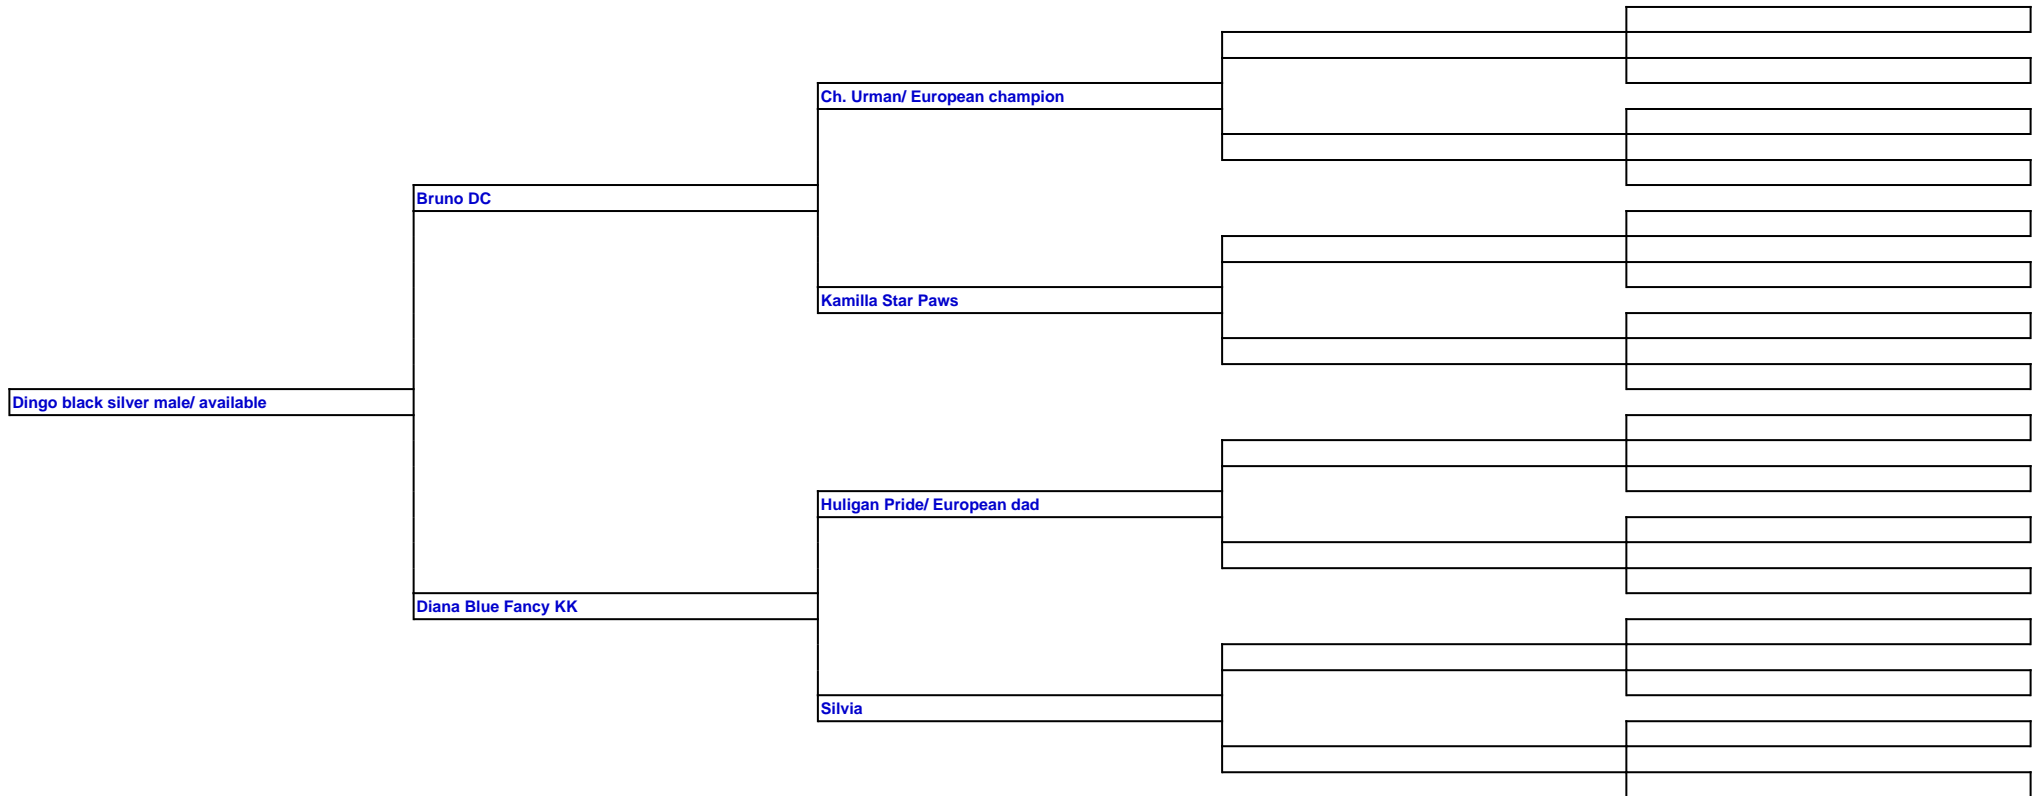 Ch. Urman/ European champion
Bruno DC
Kamilla Star Paws
Dingo black silver male/ available
Huligan Pride/ European dad
Diana Blue Fancy KK
Silvia